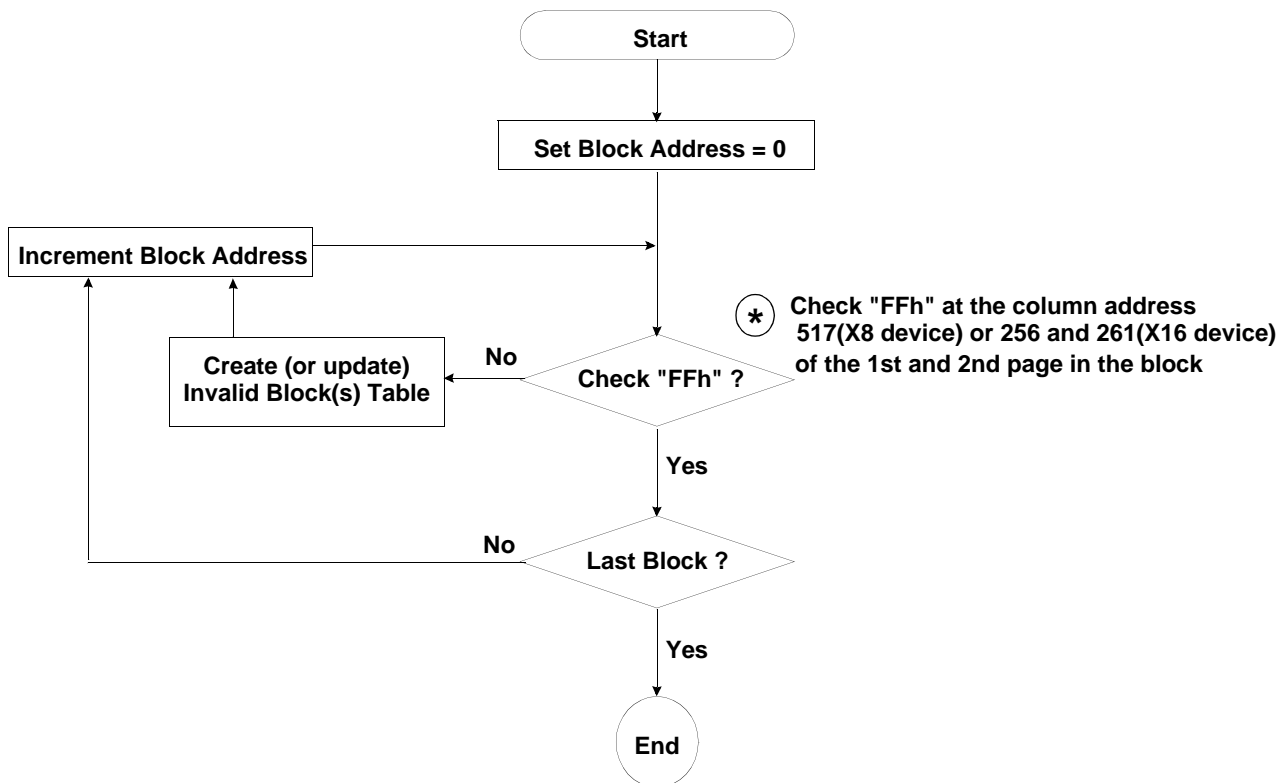 Start
Set Block Address = 0
Increment Block Address
* Check "FFh" at the column address
517(X8 device) or 256 and 261(X16 device)
of the 1st and 2nd page in the block
No
Create (or update)
Invalid Block(s) Table
Check "FFh" ?
Yes
No
Last Block ?
Yes
End